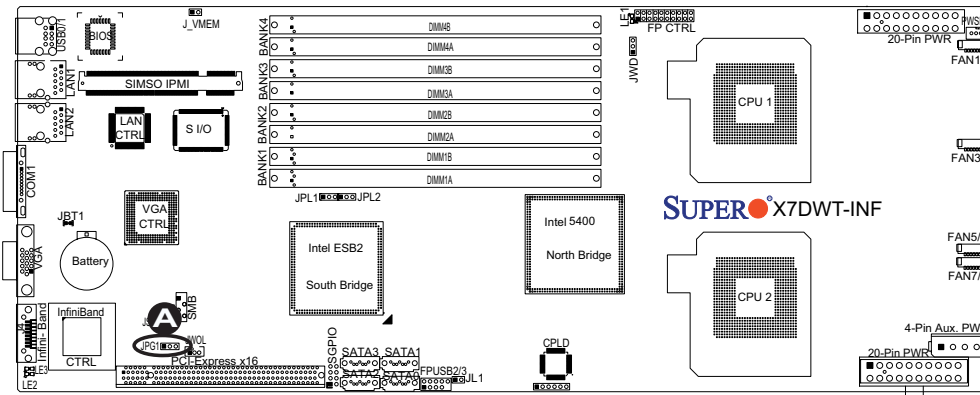 USB0/1
BIOS
J_VMEM
BANK4
DIMM4B
DIMM4A
BANK3
DIMM3B
DIMM3A
BANK2
DIMM2B
DIMM2A
BANK1
DIMM1B
DIMM1A
LE1
FP CTRL
JWD
20-Pin PWR
FAN1
LAN1
SIMSO IPMI
CPU 1
LAN2
LAN
CTRL
S I/O
FAN3
COM1
JPL1
JPL2
JBT1
VGA
CTRL
SUPER X7DWT-INF
Intel ESB2
South Bridge
Intel 5400
North Bridge
VGA
Battery
FAN5/
FAN7/
CPU 2
InfiniBand
CTRL
Infini- Band
SMB
A
JPG1
4-Pin Aux. PW
20-Pin PWR
PCI-Express x16
SGPIO
SATA3
SATA1
SATA2
SATA0
FPUSB2/3
JL1
CPLD
LE3
LE2